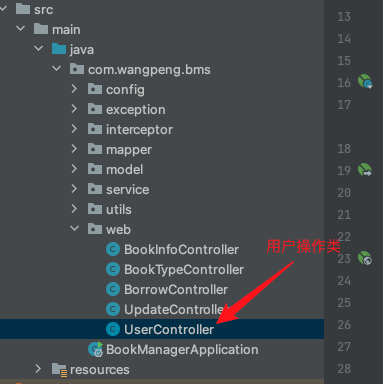 src
main
java
com.wangpeng.bms
config
exception
interceptor
mapper
model
service
utils
web
BookInfoController
BookTypeController
BorrowController
UpdateController
UserController
BookManagerApplication
resources
用户操作类
13
14
15
16
17
18
19
20
21
22
23
24
25
26
27
28